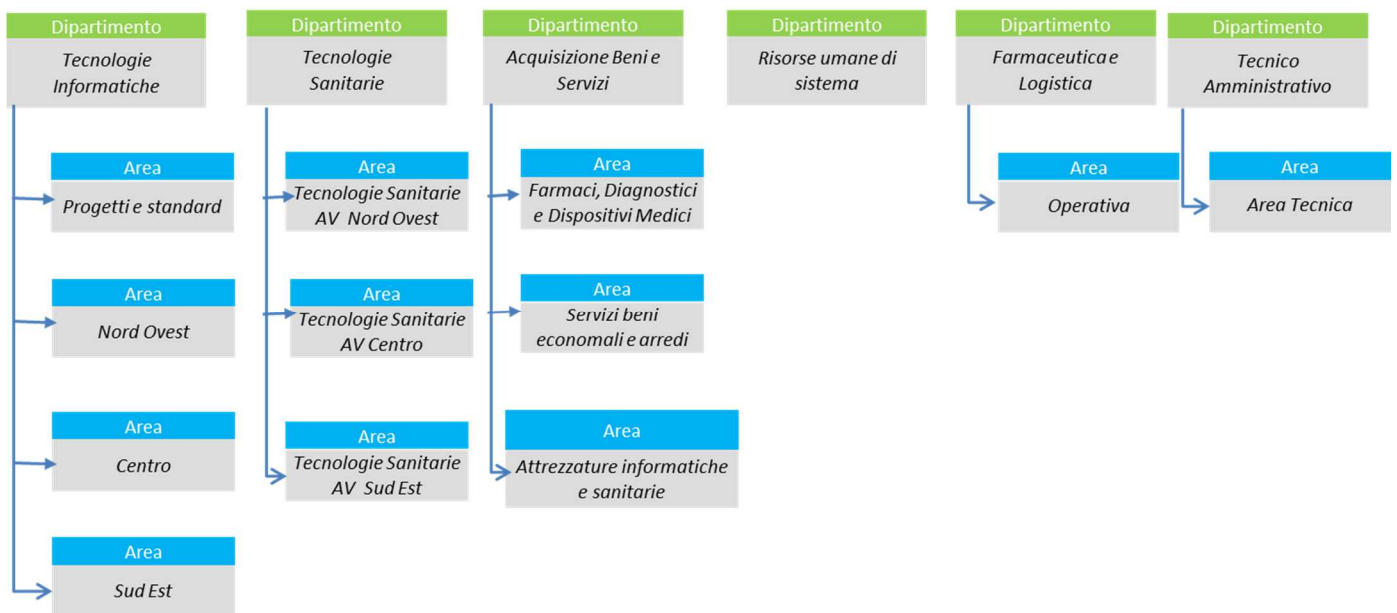 Dipartimento
Tecnologie
Informatiche
Area
Progetti e standard
Area
Nord Ovest
Area
Centro
Area
Sud Est
Dipartimento
Tecnologie
Sanitarie
Area
Tecnologie Sanitarie
AV Nord Ovest
Area
Tecnologie Sanitarie
AV Centro
Area
Tecnologie Sanitarie
AV Sud Est
Dipartimento
Acquisizione Beni e
Servizi
Area
Farmaci, Diagnostici
e Dispositivi Medici
Area
Servizi beni
economali e arredi
Area
Attrezzature informatiche
e sanitarie
Dipartimento
Risorse umane di
sistema
Dipartimento
Farmaceutica e
Logistica
Area
Operativa
Dipartimento
Tecnico
Amministrativo
Area
Area Tecnica